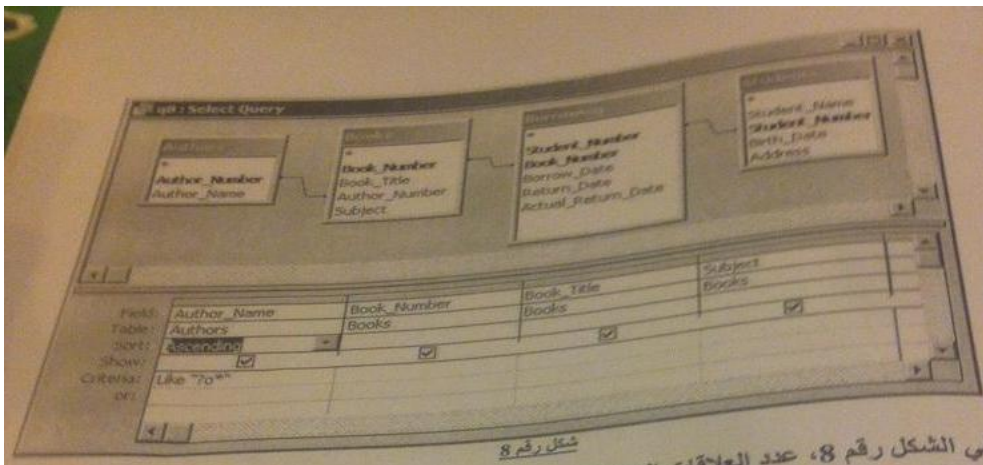 q8 : Select Query
Authors
*
Author_Number
Author_Name
Books
*
Book_Number
Book_Title
Author_Number
Subject
*
Student_Number
Book_Number
Borrow_Date
Return_Date
Actual_Return_Date
Students
*
Student_Name
Student_Number
Birth_Date
Address
Field: Author_Name Book_Number Book_Title Subject
Table: Authors Books Books Books
Sort: Ascending
Show:
Criteria: Like "?o*"
or:
شكل رقم 8
في الشكل رقم 8، عدد العلاقات